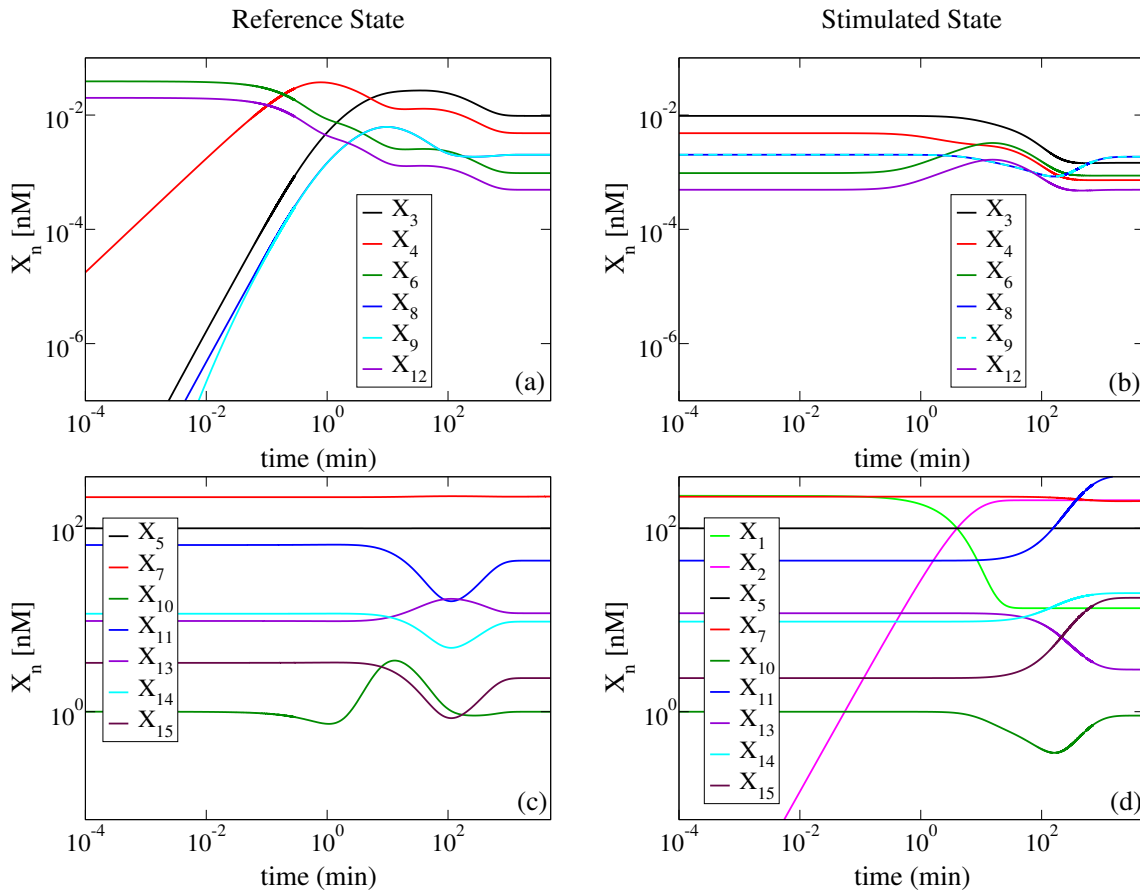 Reference State
Stimulated State
X_n [nM]
10^-2
10^-4
10^-6
X_3
X_4
X_6
X_8
X_9
X_12
(a)
10^-4 10^-2 10^0 10^2
time (min)
X_n [nM]
10^-2
10^-4
10^-6
X_3
X_4
X_6
X_8
X_9
X_12
(b)
10^-4 10^-2 10^0 10^2
time (min)
X_n [nM]
10^2
10^0
X_5
X_7
X_10
X_11
X_13
X_14
X_15
(c)
10^-4 10^-2 10^0 10^2
time (min)
X_n [nM]
10^2
10^0
X_1
X_2
X_5
X_7
X_10
X_11
X_13
X_14
X_15
(d)
10^-4 10^-2 10^0 10^2
time (min)